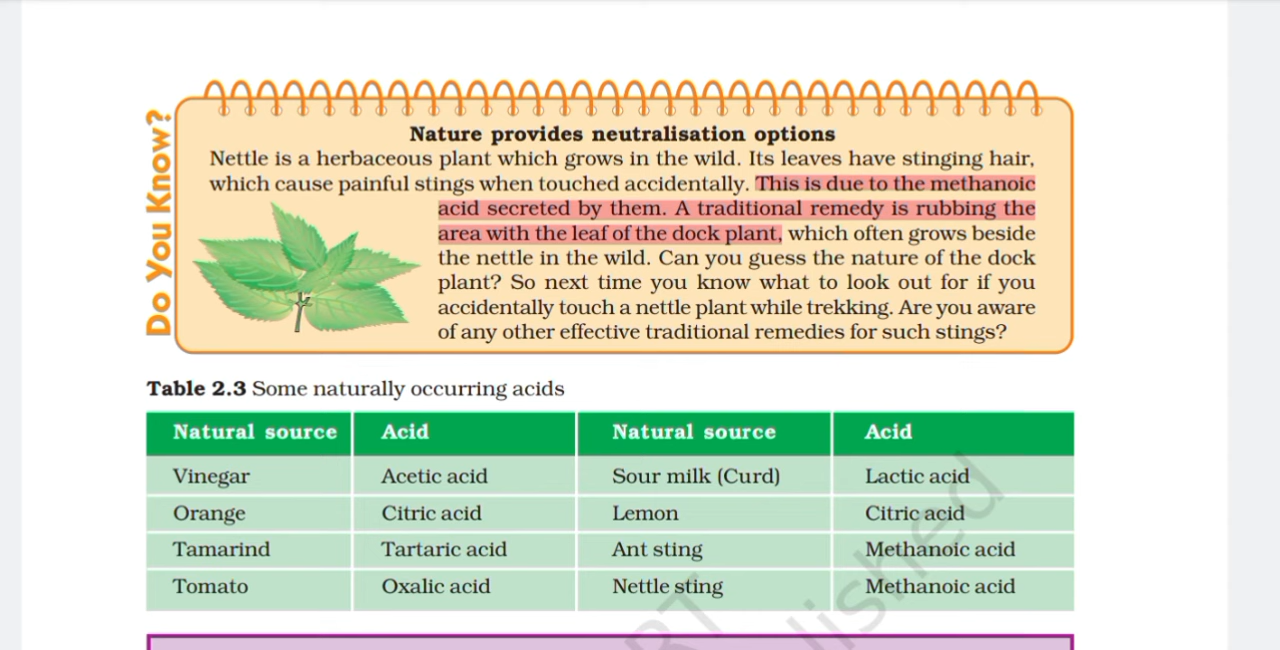 Do You Know?
Nature provides neutralisation options
Nettle is a herbaceous plant which grows in the wild. Its leaves have stinging hair,
which cause painful stings when touched accidentally. This is due to the methanoic
acid secreted by them. A traditional remedy is rubbing the
area with the leaf of the dock plant, which often grows beside
the nettle in the wild. Can you guess the nature of the dock
plant? So next time you know what to look out for if you
accidentally touch a nettle plant while trekking. Are you aware
of any other effective traditional remedies for such stings?
Table 2.3 Some naturally occurring acids
Natural source Acid Natural source Acid
Vinegar Acetic acid Sour milk (Curd) Lactic acid
Orange Citric acid Lemon Citric acid
Tamarind Tartaric acid Ant sting Methanoic acid
Tomato Oxalic acid Nettle sting Methanoic acid